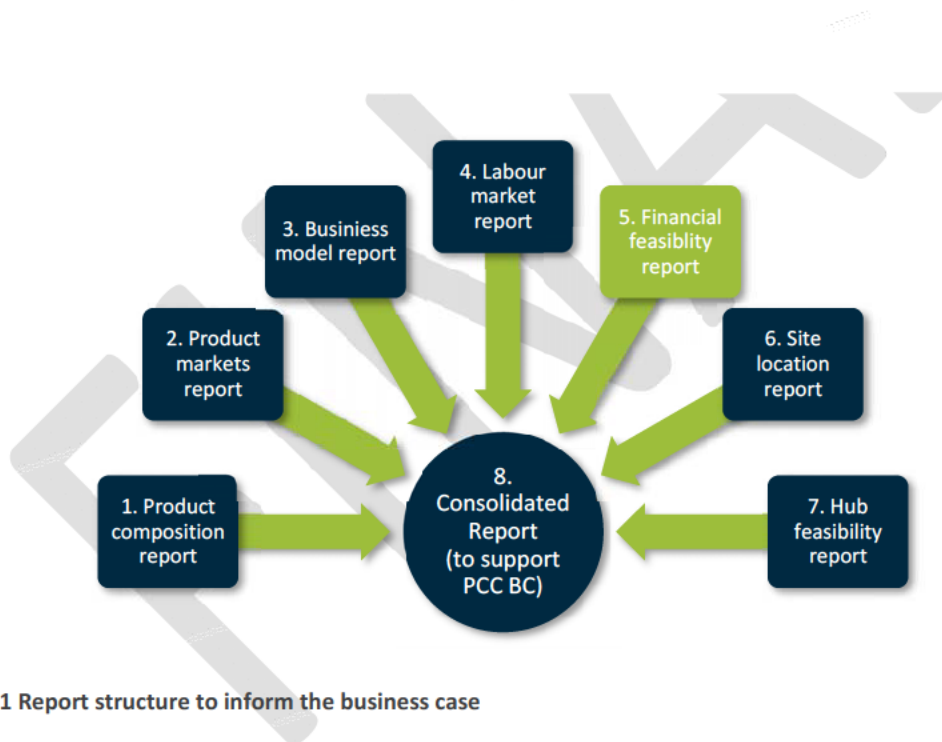 4. Labour
market
report
3. Businiess
model report
5. Financial
feasiblity
report
2. Product
markets
report
6. Site
location
report
1. Product
composition
report
8.
Consolidated
Report
(to support
PCC BC)
7. Hub
feasibility
report
1 Report structure to inform the business case